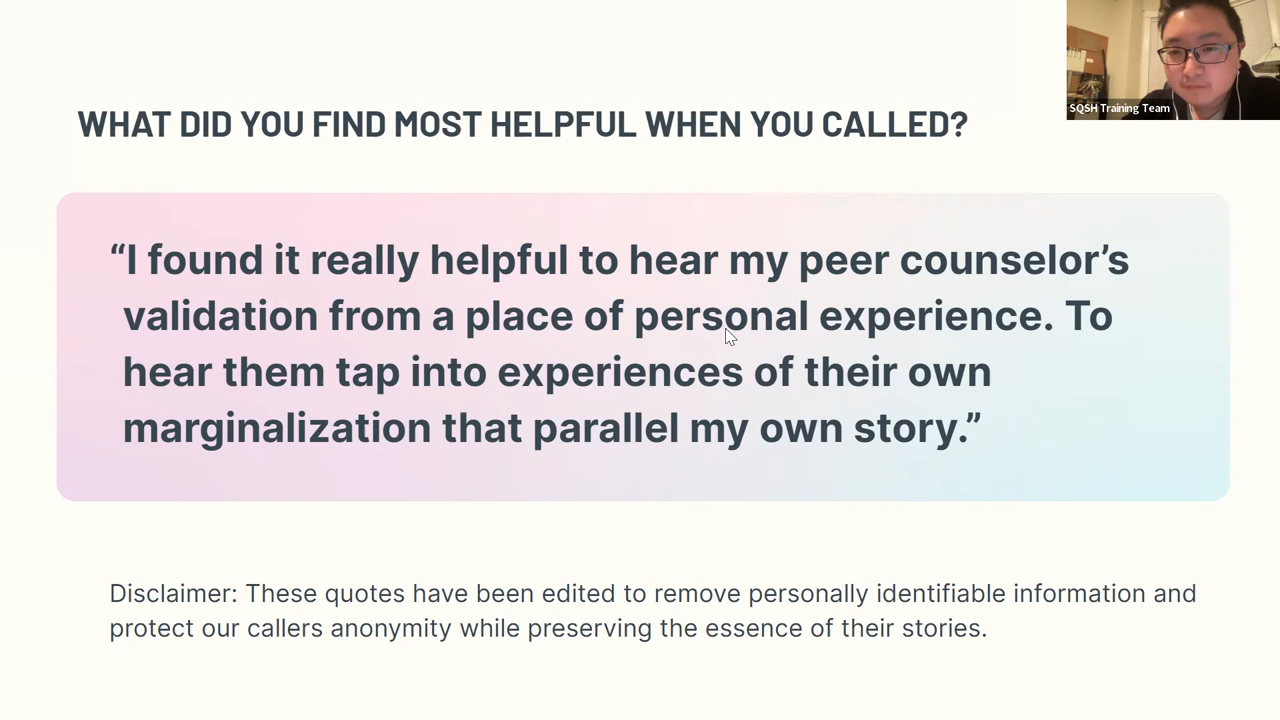 SQSH Training Team
WHAT DID YOU FIND MOST HELPFUL WHEN YOU CALLED?
“I found it really helpful to hear my peer counselor’s
validation from a place of personal experience. To
hear them tap into experiences of their own
marginalization that parallel my own story.”
Disclaimer: These quotes have been edited to remove personally identifiable information and
protect our callers anonymity while preserving the essence of their stories.